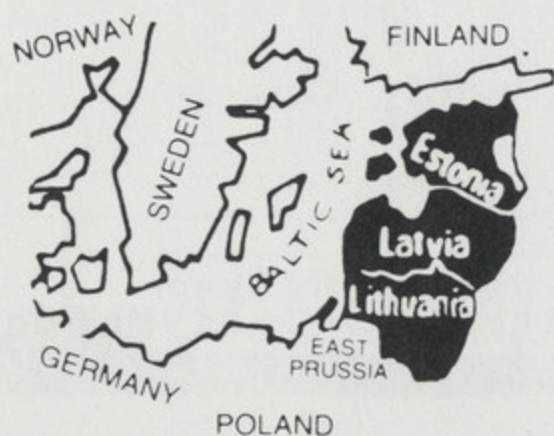 NORWAY
FINLAND
SWEDEN
BALTIC SEA
Estonia
Latvia
Lithuania
EAST
PRUSSIA
GERMANY
POLAND